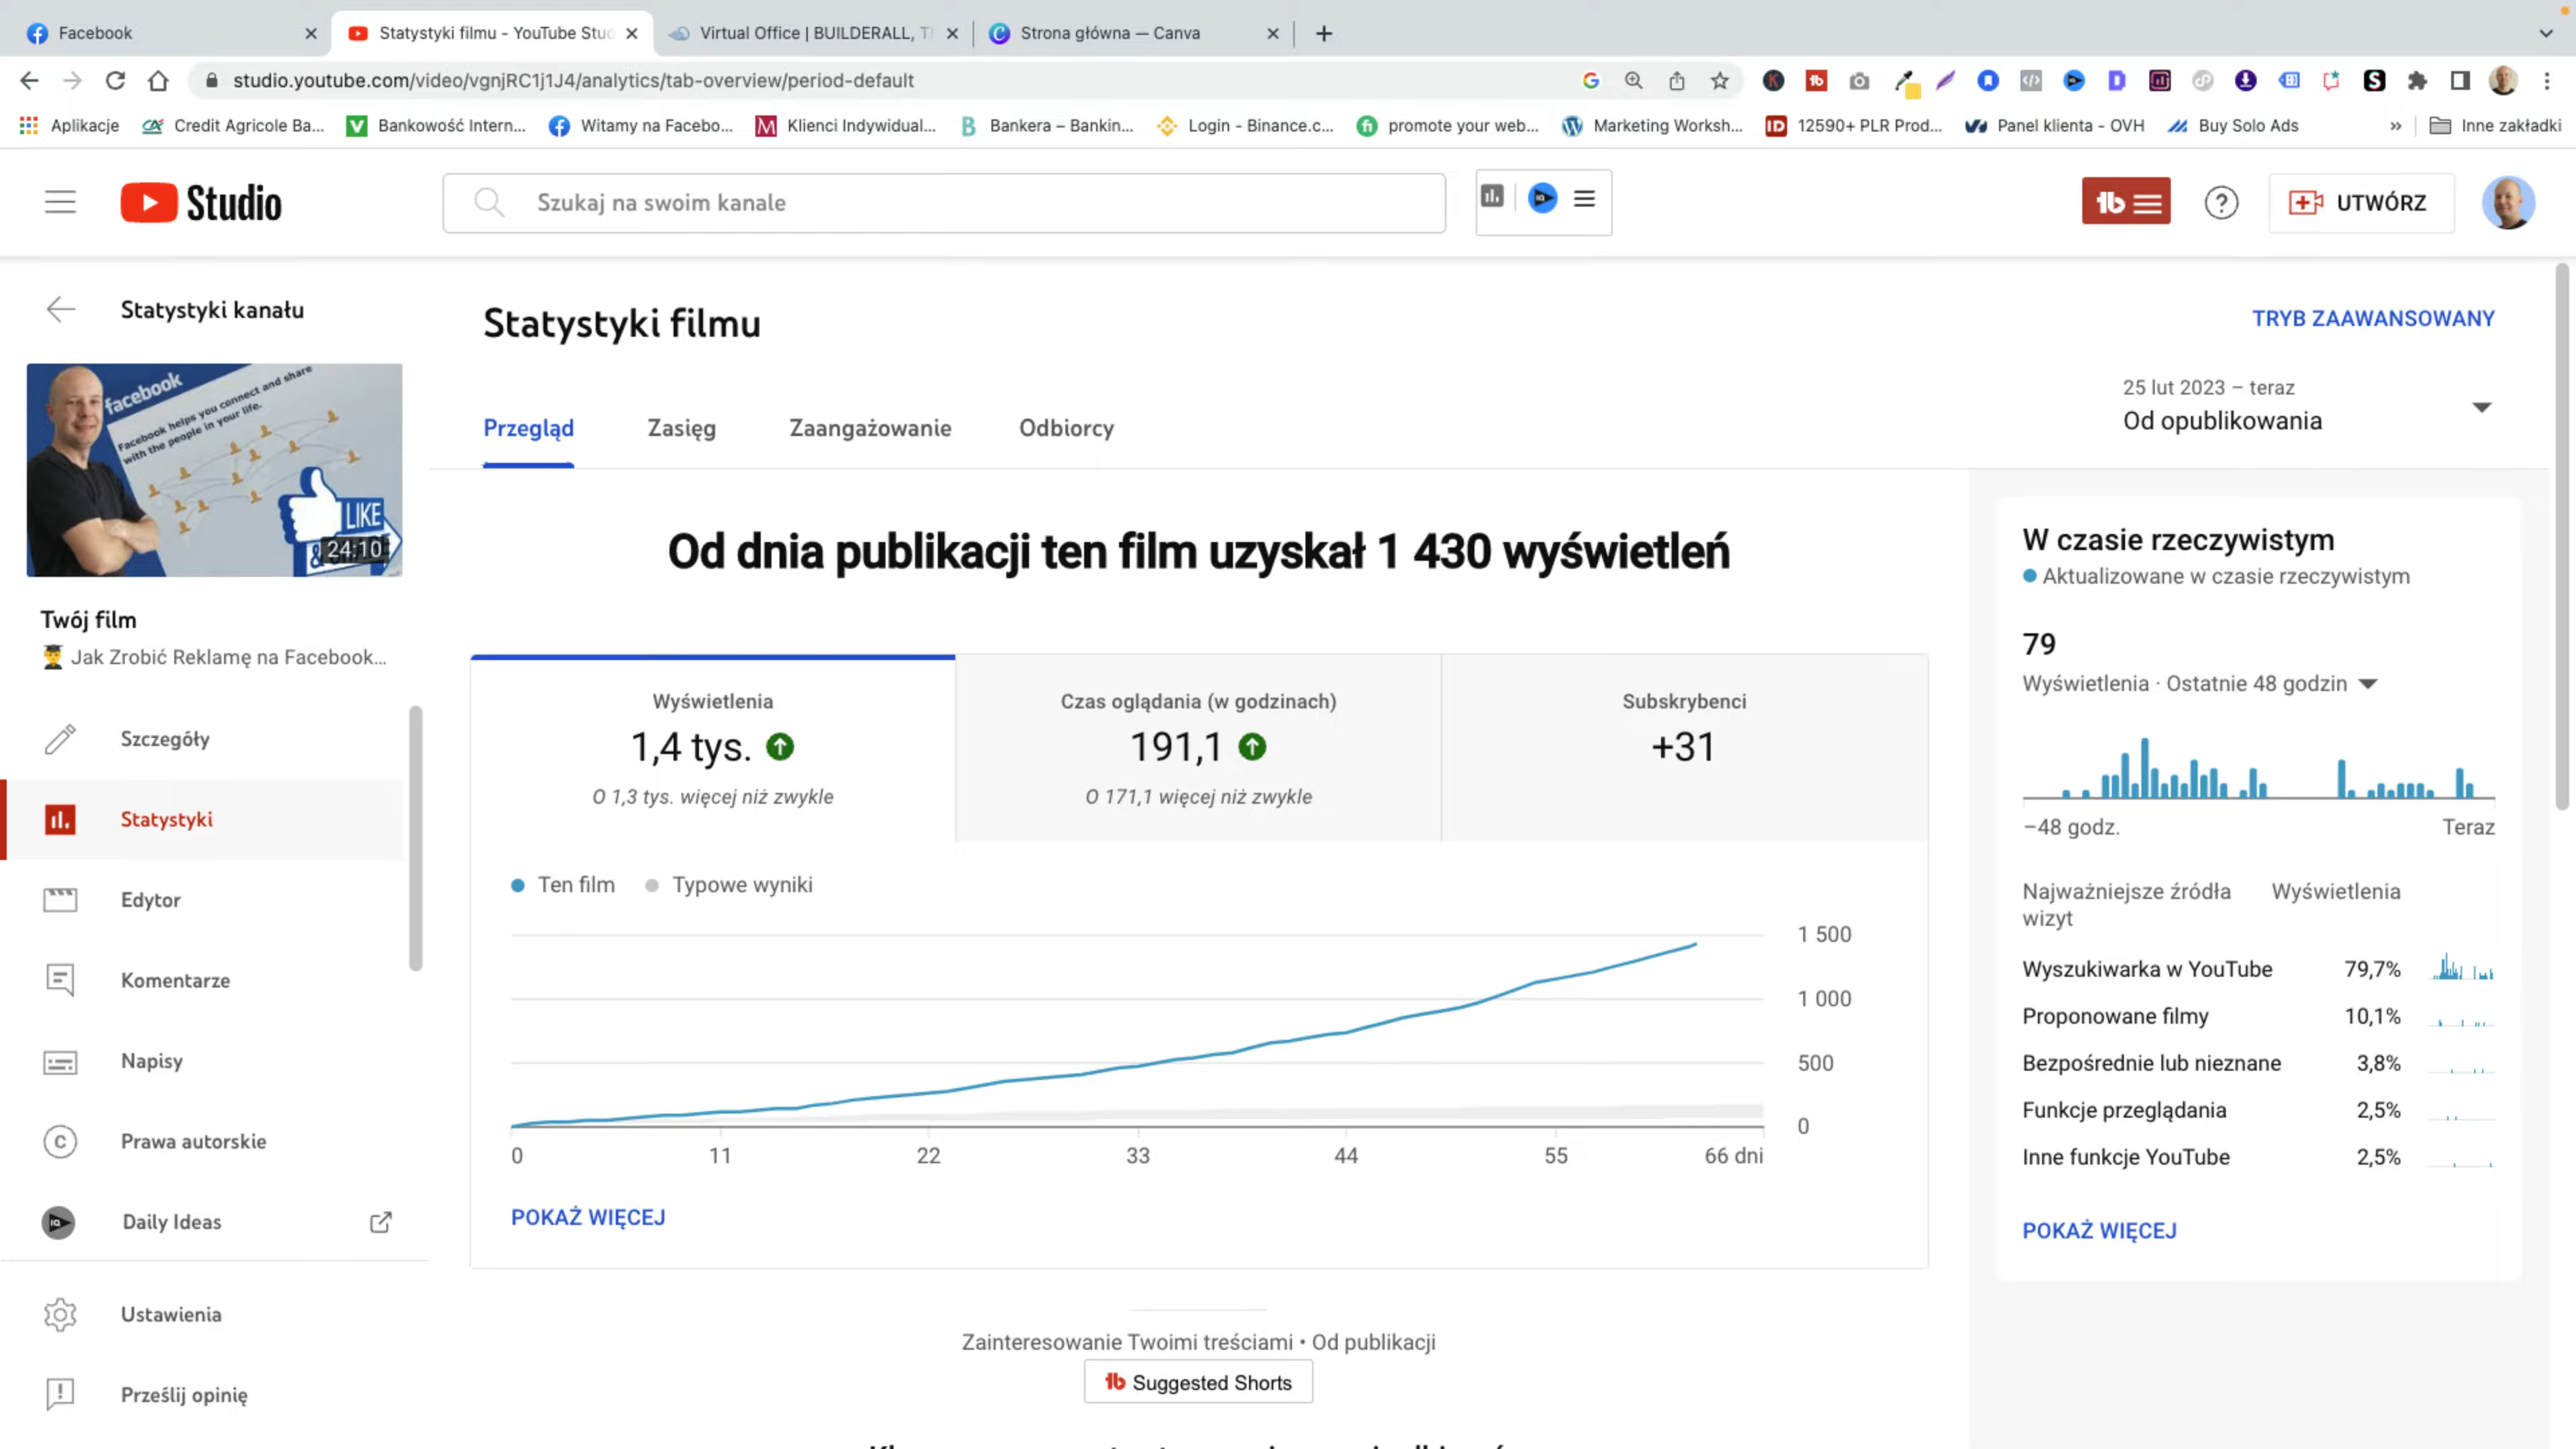 Facebook
Statystyki filmu - YouTube Stud
Virtual Office | BUILDERALL, T
Strona główna — Canva
studio.youtube.com/video/vgnjRC1j1J4/analytics/tab-overview/period-default
Aplikacje
Credit Agricole Ba...
Bankowość Intern...
Witamy na Facebo...
Klienci Indywidual...
Bankera – Bankin...
Login - Binance.c...
promote your web...
Marketing Worksh...
12590+ PLR Prod...
Panel klienta - OVH
Buy Solo Ads
»
Inne zakładki
Studio
Szukaj na swoim kanale
UTWÓRZ
Statystyki kanału
facebook
Facebook helps you connect and share
with the people in your life.
LIKE
24:10
Twój film
Jak Zrobić Reklamę na Facebook...
Szczegóły
Statystyki
Edytor
Komentarze
Napisy
Prawa autorskie
Daily Ideas
Ustawienia
Prześlij opinię
Statystyki filmu
TRYB ZAAWANSOWANY
Przegląd
Zasięg
Zaangażowanie
Odbiorcy
25 lut 2023 – teraz
Od opublikowania
Od dnia publikacji ten film uzyskał 1 430 wyświetleń
Wyświetlenia
1,4 tys.
O 1,3 tys. więcej niż zwykle
Czas oglądania (w godzinach)
191,1
O 171,1 więcej niż zwykle
Subskrybenci
+31
Ten film
Typowe wyniki
1 500
1 000
500
0
0
11
22
33
44
55
66 dni
POKAŻ WIĘCEJ
Zainteresowanie Twoimi treściami • Od publikacji
Suggested Shorts
W czasie rzeczywistym
Aktualizowane w czasie rzeczywistym
79
Wyświetlenia · Ostatnie 48 godzin
−48 godz.
Teraz
Najważniejsze źródła wizyt
Wyświetlenia
Wyszukiwarka w YouTube 79,7%
Proponowane filmy 10,1%
Bezpośrednie lub nieznane 3,8%
Funkcje przeglądania 2,5%
Inne funkcje YouTube 2,5%
POKAŻ WIĘCEJ